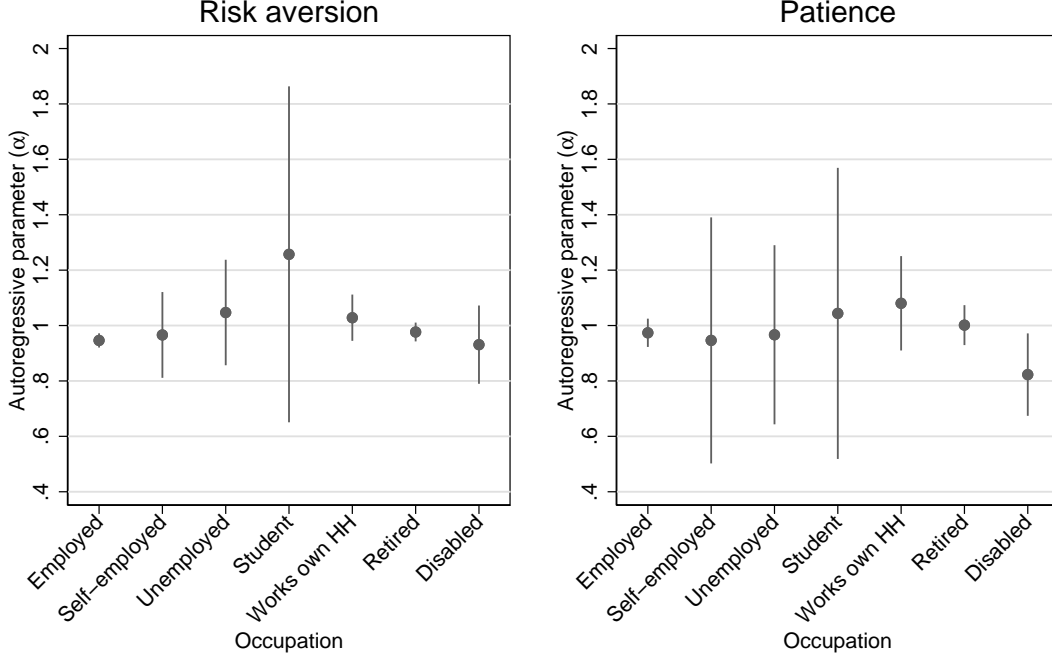 Risk aversion
Autoregressive parameter (α)
2
1.8
1.6
1.4
1.2
1
.8
.6
.4
Employed
Self−employed
Unemployed
Student
Works own HH
Retired
Disabled
Occupation
Patience
Autoregressive parameter (α)
2
1.8
1.6
1.4
1.2
1
.8
.6
.4
Employed
Self−employed
Unemployed
Student
Works own HH
Retired
Disabled
Occupation